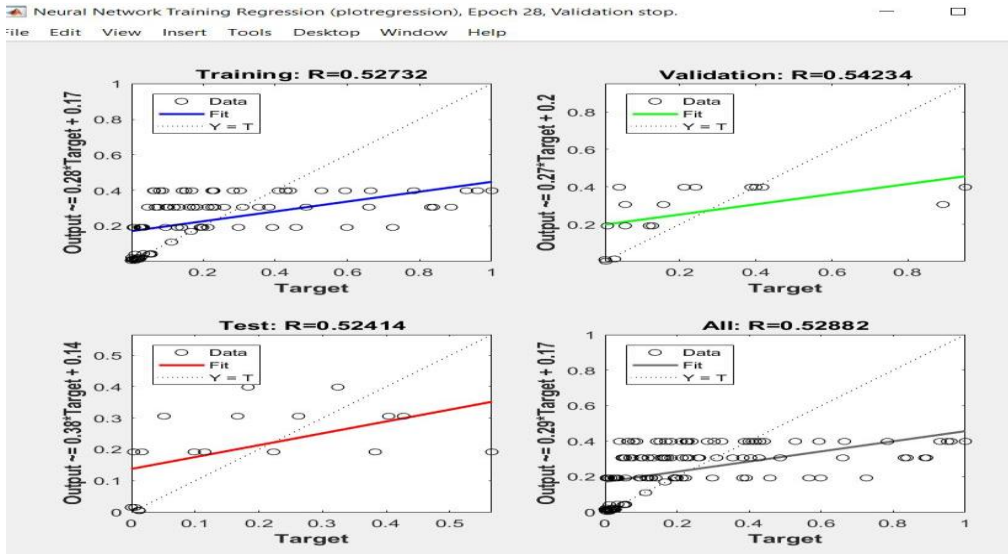 Neural Network Training Regression (plotregression), Epoch 28, Validation stop.
File Edit View Insert Tools Desktop Window Help
Training: R=0.52732
Output ~= 0.28*Target + 0.17
1
0.8
0.6
0.4
0.2
Data
Fit
Y = T
0.2 0.4 0.6 0.8 1
Target
Validation: R=0.54234
Output ~= 0.27*Target + 0.2
0.8
0.6
0.4
0.2
0
Data
Fit
Y = T
0 0.2 0.4 0.6 0.8
Target
Test: R=0.52414
Output ~= 0.38*Target + 0.14
0.5
0.4
0.3
0.2
0.1
0
Data
Fit
Y = T
0 0.1 0.2 0.3 0.4 0.5
Target
All: R=0.52882
Output ~= 0.29*Target + 0.17
1
0.8
0.6
0.4
0.2
0
Data
Fit
Y = T
0 0.2 0.4 0.6 0.8 1
Target